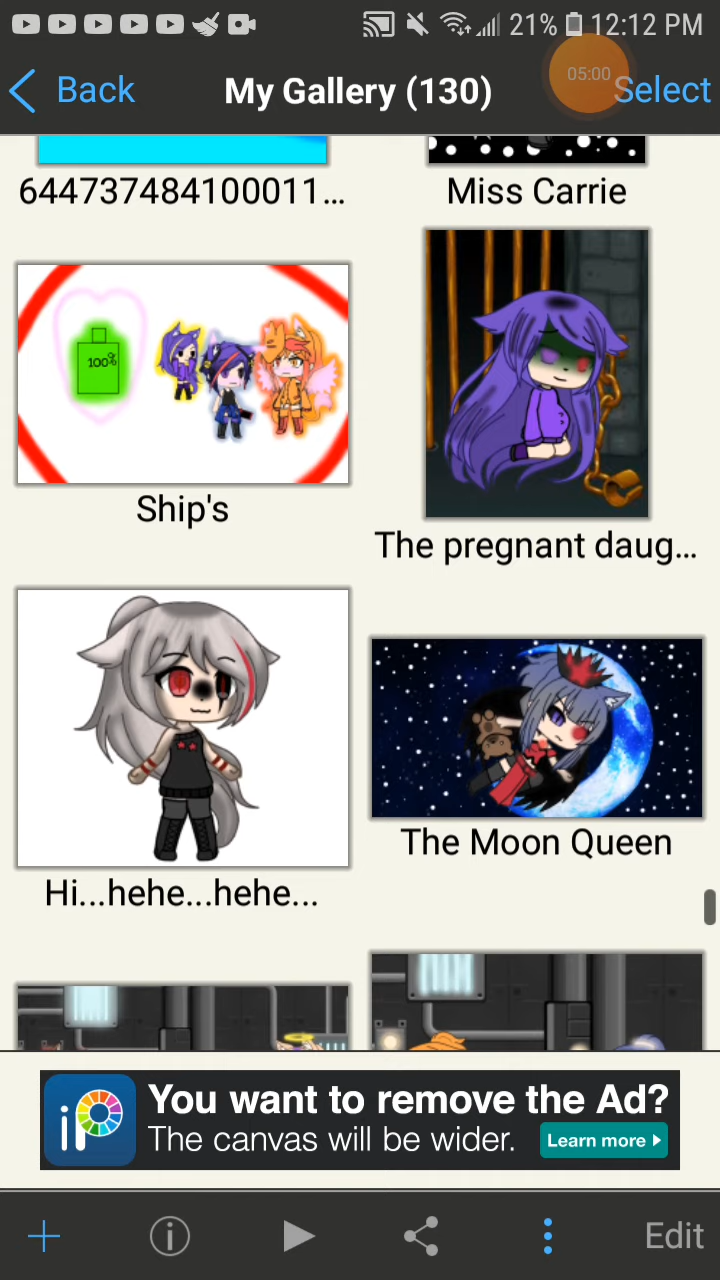 21% 12:12 PM
Back
My Gallery (130)
05:00
Select
644737484100011...
Miss Carrie
100%
Ship's
The pregnant daug...
Hi...hehe...hehe...
The Moon Queen
iP
You want to remove the Ad?
The canvas will be wider.
Learn more
Edit